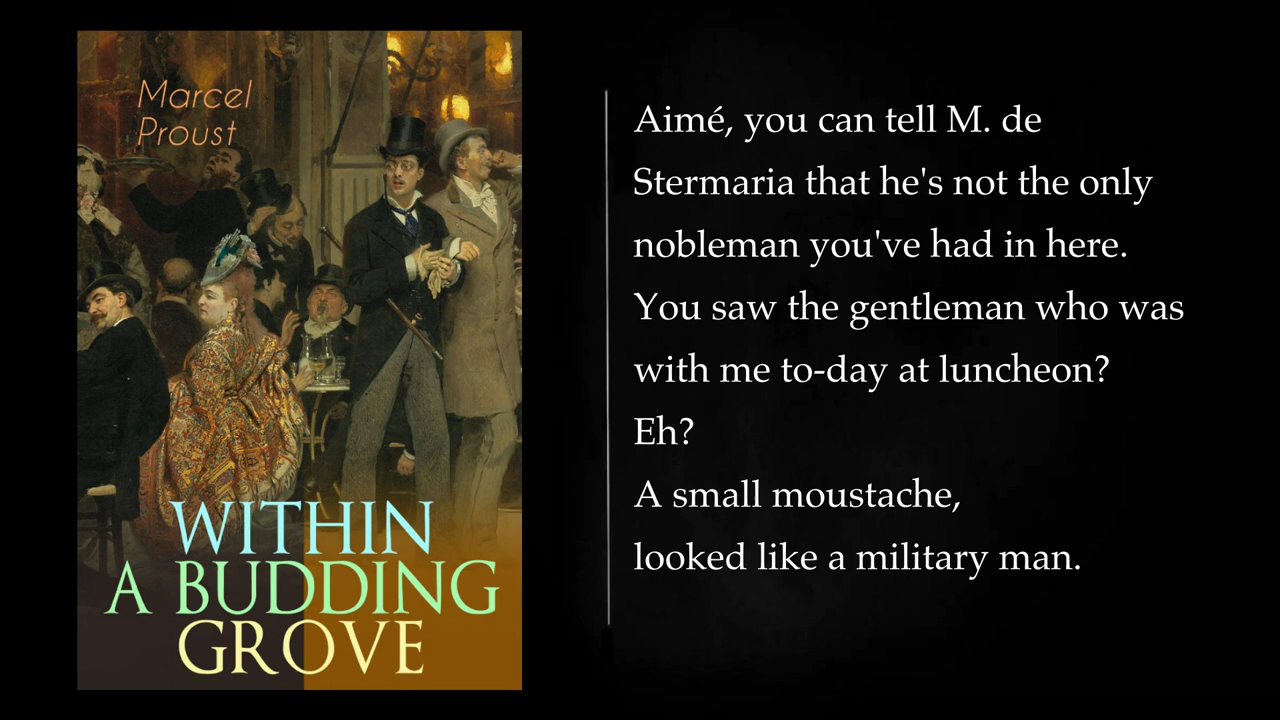 Marcel
Proust
WITHIN
A BUDDING
GROVE
Aimé, you can tell M. de
Stermaria that he's not the only
nobleman you've had in here.
You saw the gentleman who was
with me to-day at luncheon?
Eh?
A small moustache,
looked like a military man.